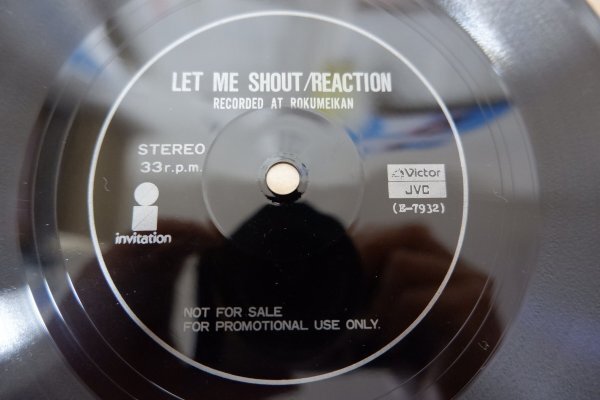 LET ME SHOUT/REACTION
RECORDED AT ROKUMEIKAN
STEREO
33r.p.m.
Victor
JVC
(E-7932)
invitation
NOT FOR SALE
FOR PROMOTIONAL USE ONLY.